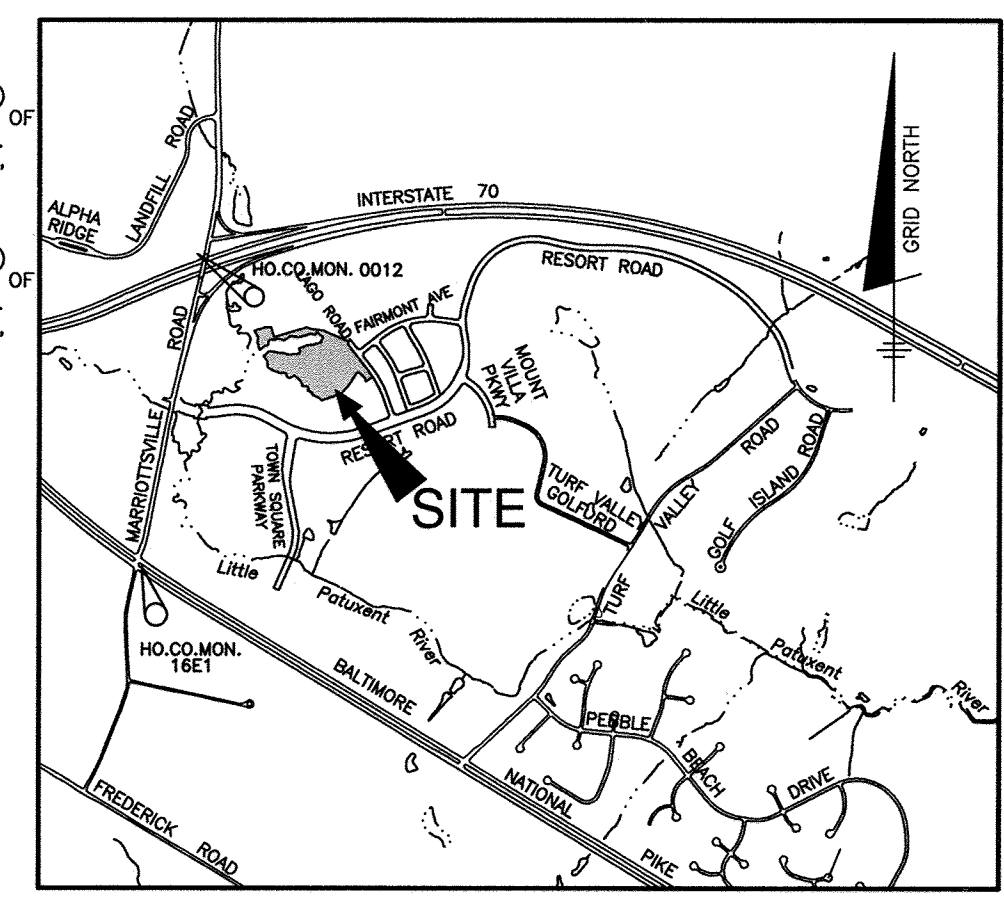 OF
OF
ALPHA
RIDGE
LANDFILL ROAD
INTERSTATE 70
GRID NORTH
HO.CO.MON. 0012
RESORT ROAD
ROAD
FAIRMONT AVE
MOUNT
VILLA
PKWY
MARRIOTTSVILLE ROAD
RESORT ROAD
TOWN SQUARE
PARKWAY
SITE
TURF VALLEY
GOLF
RD
TURF VALLEY ROAD
GOLF ISLAND ROAD
Little Patuxent River
Little Patuxent River
HO.CO.MON.
16E1
BALTIMORE NATIONAL PIKE
PEBBLE BEACH DRIVE
FREDERICK ROAD